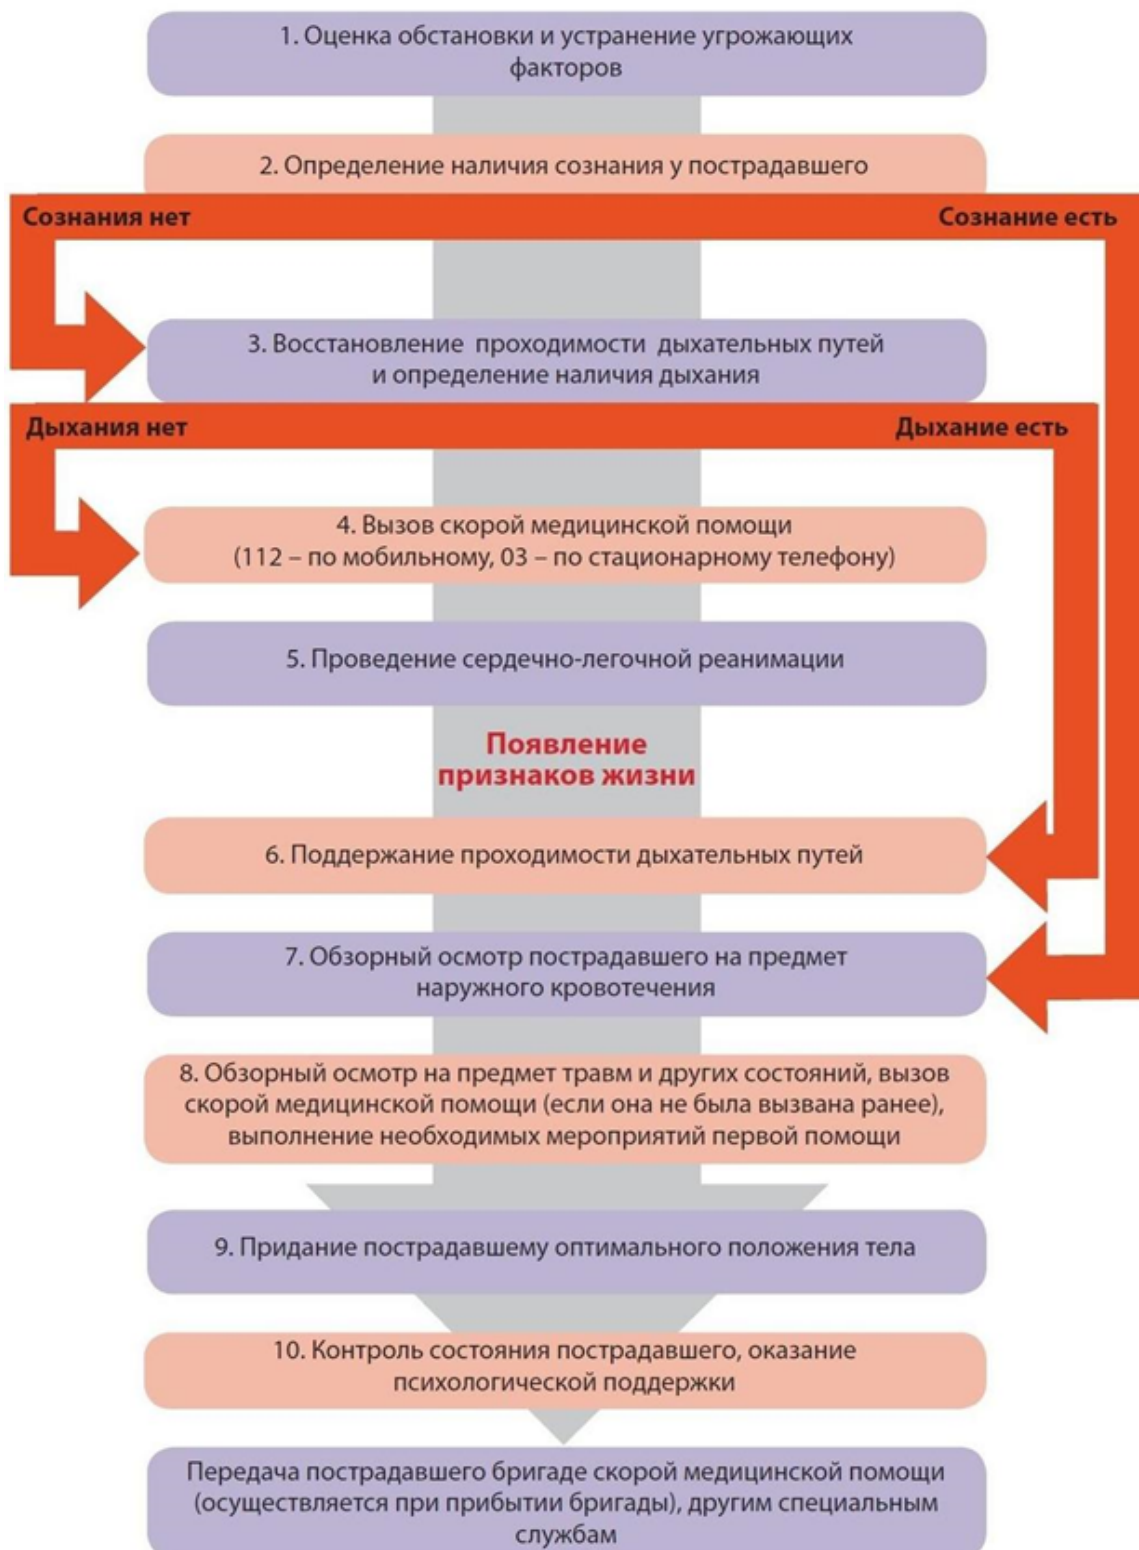 1. Оценка обстановки и устранение угрожающих
факторов
2. Определение наличия сознания у пострадавшего
Сознания нет
Сознание есть
3. Восстановление проходимости дыхательных путей
и определение наличия дыхания
Дыхания нет
Дыхание есть
4. Вызов скорой медицинской помощи
(112 – по мобильному, 03 – по стационарному телефону)
5. Проведение сердечно-легочной реанимации
Появление
признаков жизни
6. Поддержание проходимости дыхательных путей
7. Обзорный осмотр пострадавшего на предмет
наружного кровотечения
8. Обзорный осмотр на предмет травм и других состояний, вызов
скорой медицинской помощи (если она не была вызвана ранее),
выполнение необходимых мероприятий первой помощи
9. Придание пострадавшему оптимального положения тела
10. Контроль состояния пострадавшего, оказание
психологической поддержки
Передача пострадавшего бригаде скорой медицинской помощи
(осуществляется при прибытии бригады), другим специальным
службам